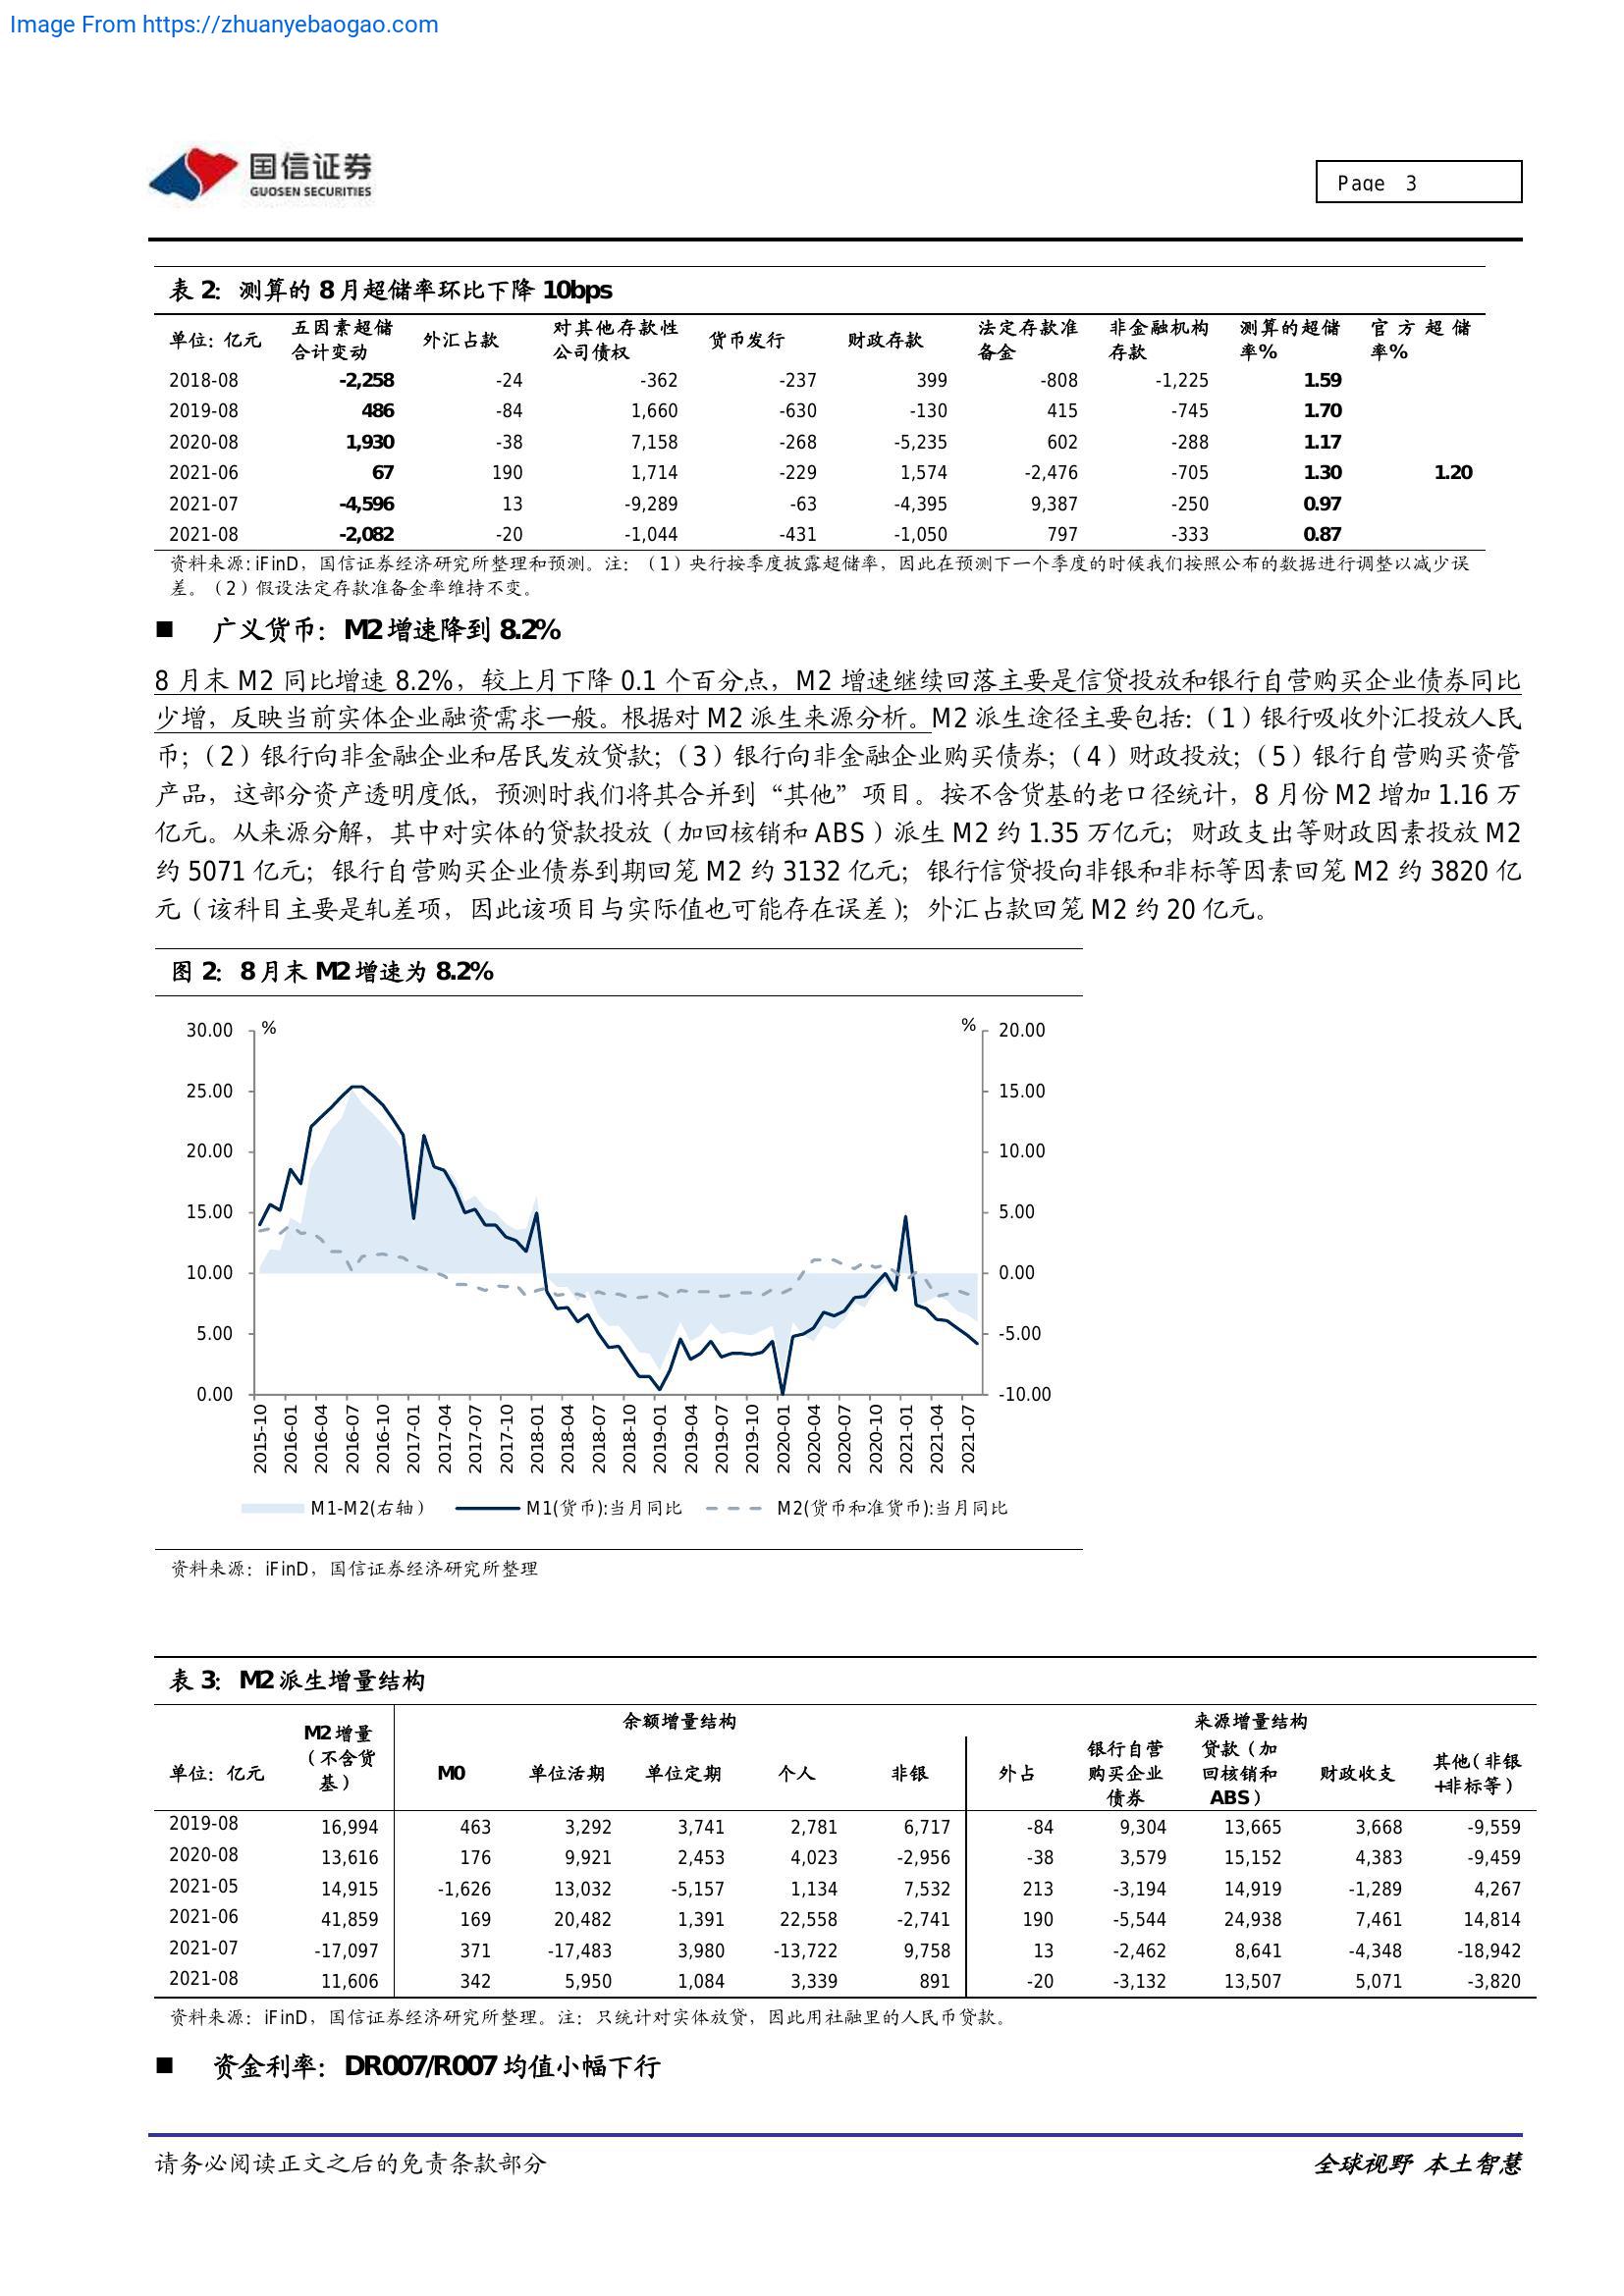 Image From https://zhuanyebaogao.com
国信证券
GUOSEN SECURITIES
Page 3
表 2：测算的 8 月超储率环比下降 10bps
单位: 亿元 五因素超储合计变动 外汇占款 对其他存款性公司债权 货币发行 财政存款 法定存款准备金 非金融机构存款 测算的超储率% 官方超储率%
2018-08 -2,258 -24 -362 -237 399 -808 -1,225 1.59
2019-08 486 -84 1,660 -630 -130 415 -745 1.70
2020-08 1,930 -38 7,158 -268 -5,235 602 -288 1.17
2021-06 67 190 1,714 -229 1,574 -2,476 -705 1.30 1.20
2021-07 -4,596 13 -9,289 -63 -4,395 9,387 -250 0.97
2021-08 -2,082 -20 -1,044 -431 -1,050 797 -333 0.87
资料来源: iFinD，国信证券经济研究所整理和预测。注：（1）央行按季度披露超储率，因此在预测下一个季度的时候我们按照公布的数据进行调整以减少误
差。（2）假设法定存款准备金率维持不变。
■ 广义货币：M2 增速降到 8.2%
8 月末 M2 同比增速 8.2%，较上月下降 0.1 个百分点，M2 增速继续回落主要是信贷投放和银行自营购买企业债券同比
少增，反映当前实体企业融资需求一般。根据对 M2 派生来源分析。M2 派生途径主要包括:（1）银行吸收外汇投放人民
币;（2）银行向非金融企业和居民发放贷款;（3）银行向非金融企业购买债券;（4）财政投放;（5）银行自营购买资管
产品，这部分资产透明度低，预测时我们将其合并到“其他”项目。按不含货基的老口径统计，8 月份 M2 增加 1.16 万
亿元。从来源分解，其中对实体的贷款投放（加回核销和 ABS）派生 M2 约 1.35 万亿元；财政支出等财政因素投放 M2
约 5071 亿元；银行自营购买企业债券到期回笼 M2 约 3132 亿元；银行信贷投向非银和非标等因素回笼 M2 约 3820 亿
元（该科目主要是轧差项，因此该项目与实际值也可能存在误差）；外汇占款回笼 M2 约 20 亿元。
图 2：8 月末 M2 增速为 8.2%
% %
30.00 20.00
25.00 15.00
20.00 10.00
15.00 5.00
10.00 0.00
5.00 -5.00
0.00 -10.00
2015-10 2016-01 2016-04 2016-07 2016-10 2017-01 2017-04 2017-07 2017-10 2018-01 2018-04 2018-07 2018-10 2019-01 2019-04 2019-07 2019-10 2020-01 2020-04 2020-07 2020-10 2021-01 2021-04 2021-07
M1-M2(右轴） M1(货币):当月同比 M2(货币和准货币):当月同比
资料来源：iFinD，国信证券经济研究所整理
表 3：M2 派生增量结构
余额增量结构 来源增量结构
单位：亿元 M2 增量（不含货基） M0 单位活期 单位定期 个人 非银 外占 银行自营购买企业债券 贷款（加回核销和ABS） 财政收支 其他（非银+非标等）
2019-08 16,994 463 3,292 3,741 2,781 6,717 -84 9,304 13,665 3,668 -9,559
2020-08 13,616 176 9,921 2,453 4,023 -2,956 -38 3,579 15,152 4,383 -9,459
2021-05 14,915 -1,626 13,032 -5,157 1,134 7,532 213 -3,194 14,919 -1,289 4,267
2021-06 41,859 169 20,482 1,391 22,558 -2,741 190 -5,544 24,938 7,461 14,814
2021-07 -17,097 371 -17,483 3,980 -13,722 9,758 13 -2,462 8,641 -4,348 -18,942
2021-08 11,606 342 5,950 1,084 3,339 891 -20 -3,132 13,507 5,071 -3,820
资料来源：iFinD，国信证券经济研究所整理。注：只统计对实体放贷，因此用社融里的人民币贷款。
■ 资金利率：DR007/R007 均值小幅下行
请务必阅读正文之后的免责条款部分 全球视野 本土智慧